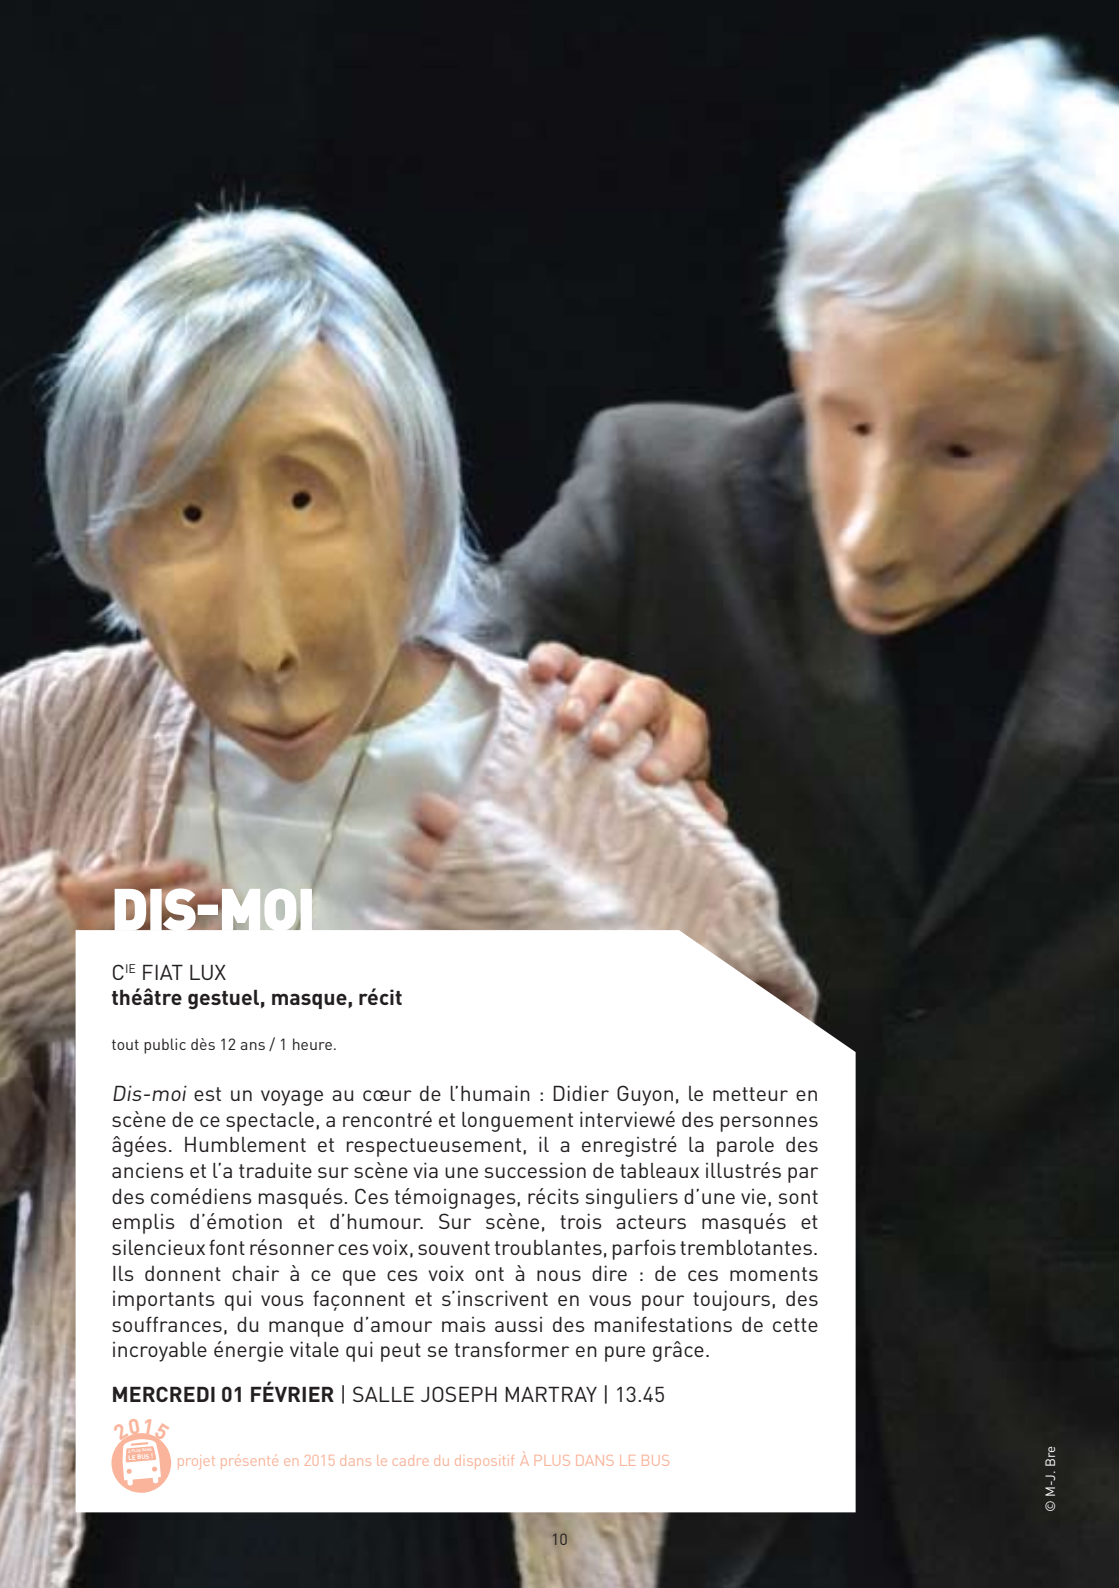 DIS-MOI
CIE FIAT LUX
théâtre gestuel, masque, récit
tout public dès 12 ans / 1 heure.
Dis-moi est un voyage au cœur de l’humain : Didier Guyon, le metteur en
scène de ce spectacle, a rencontré et longuement interviewé des personnes
âgées. Humblement et respectueusement, il a enregistré la parole des
anciens et l’a traduite sur scène via une succession de tableaux illustrés par
des comédiens masqués. Ces témoignages, récits singuliers d’une vie, sont
emplis d’émotion et d’humour. Sur scène, trois acteurs masqués et
silencieux font résonner ces voix, souvent troublantes, parfois tremblotantes.
Ils donnent chair à ce que ces voix ont à nous dire : de ces moments
importants qui vous façonnent et s’inscrivent en vous pour toujours, des
souffrances, du manque d’amour mais aussi des manifestations de cette
incroyable énergie vitale qui peut se transformer en pure grâce.
MERCREDI 01 FÉVRIER | SALLE JOSEPH MARTRAY | 13.45
2015
À PLUS DANS
LE BUS !
projet présenté en 2015 dans le cadre du dispositif À PLUS DANS LE BUS
© M-J. Bre
10